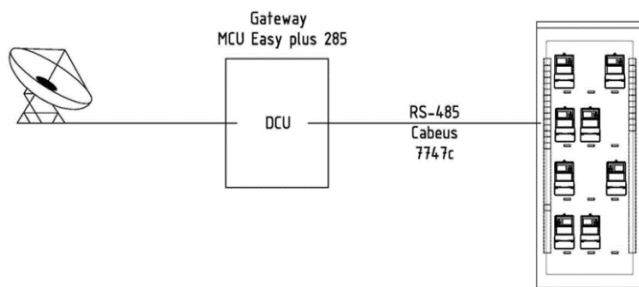 Gateway
MCU Easy plus 285
DCU
RS-485
Cabeus
7747c